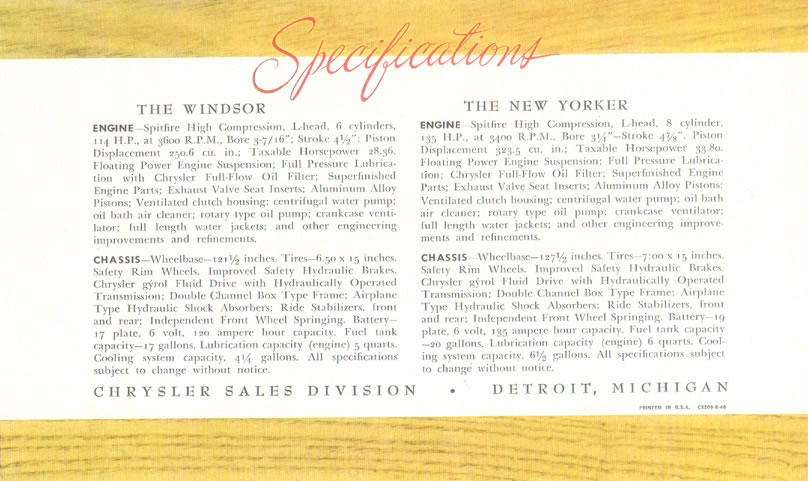 Specifications
THE WINDSOR
ENGINE—Spitfire High Compression, L-head, 6 cylinders,
114 H.P., at 3600 R.P.M., Bore 3-7/16"; Stroke 4½". Piston
Displacement 250.6 cu. in.; Taxable Horsepower 28.36.
Floating Power Engine Suspension; Full Pressure Lubrica-
tion with Chrysler Full-Flow Oil Filter; Superfinished
Engine Parts; Exhaust Valve Seat Inserts; Aluminum Alloy
Pistons; Ventilated clutch housing; centrifugal water pump;
oil bath air cleaner; rotary type oil pump; crankcase venti-
lator; full length water jackets; and other engineering
improvements and refinements.
CHASSIS—Wheelbase—121½ inches. Tires—6.50 x 15 inches.
Safety Rim Wheels. Improved Safety Hydraulic Brakes.
Chrysler gýrol Fluid Drive with Hydraulically Operated
Transmission; Double Channel Box Type Frame; Airplane
Type Hydraulic Shock Absorbers; Ride Stabilizers, front
and rear; Independent Front Wheel Springing. Battery—
17 plate, 6 volt, 120 ampere hour capacity. Fuel tank
capacity—17 gallons. Lubrication capacity (engine) 5 quarts.
Cooling system capacity, 4¼ gallons. All specifications
subject to change without notice.
THE NEW YORKER
ENGINE—Spitfire High Compression, L-head, 8 cylinder,
135 H.P., at 3400 R.P.M., Bore 3¼"—Stroke 4⅞". Piston
Displacement 323.5 cu. in.; Taxable Horsepower 33.80.
Floating Power Engine Suspension; Full Pressure Lubrica-
tion; Chrysler Full-Flow Oil Filter; Superfinished Engine
Parts; Exhaust Valve Seat Inserts; Aluminum Alloy Pistons;
Ventilated clutch housing; centrifugal water pump; oil bath
air cleaner; rotary type oil pump; crankcase ventilator;
full length water jackets; and other engineering improve-
ments and refinements.
CHASSIS—Wheelbase—127½ inches. Tires—7:00 x 15 inches.
Safety Rim Wheels. Improved Safety Hydraulic Brakes.
Chrysler gýrol Fluid Drive with Hydraulically Operated
Transmission; Double Channel Box Type Frame; Airplane
Type Hydraulic Shock Absorbers; Ride Stabilizers, front
and rear; Independent Front Wheel Springing. Battery—19
plate, 6 volt, 135 ampere hour capacity. Fuel tank capacity
—20 gallons. Lubrication capacity (engine) 6 quarts. Cool-
ing system capacity, 6½ gallons. All specifications subject
to change without notice.
CHRYSLER SALES DIVISION • DETROIT, MICHIGAN
PRINTED IN U.S.A. CS209-8-48